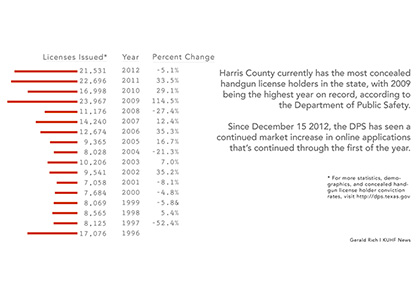 Licenses Issued* Year Percent Change
21,531 2012 -5.1%
22,696 2011 33.5%
16,998 2010 29.1%
23,967 2009 114.5%
11,176 2008 -27.4%
14,240 2007 12.4%
12,674 2006 35.3%
9,365 2005 16.7%
8,028 2004 -21.3%
10,206 2003 7.0%
9,541 2002 35.2%
7,058 2001 -8.1%
7,684 2000 -4.8%
8,069 1999 -5.8&
8,565 1998 5.4%
8,125 1997 -52.4%
17,076 1996
Harris County currently has the most concealed
handgun license holders in the state, with 2009
being the highest year on record, according to
the Department of Public Safety.
Since December 15 2012, the DPS has seen a
continued market increase in online applications
that's continued through the first of the year.
* For more statistics, demo-
graphics, and concealed hand-
gun license holder conviction
rates, visit http://dps.texas.gov
Gerald Rich I KUHF News